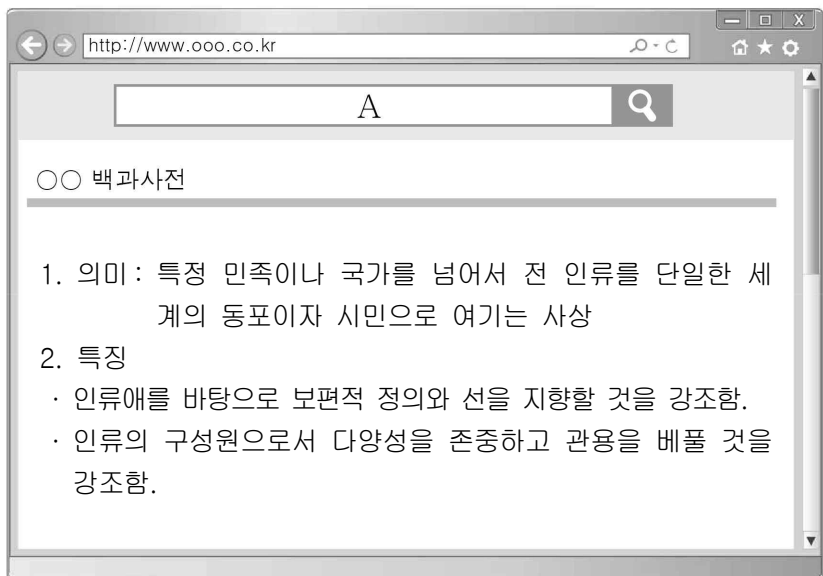 http://www.ooo.co.kr
A
○○ 백과사전
1. 의미 : 특정 민족이나 국가를 넘어서 전 인류를 단일한 세
계의 동포이자 시민으로 여기는 사상
2. 특징
· 인류애를 바탕으로 보편적 정의와 선을 지향할 것을 강조함.
· 인류의 구성원으로서 다양성을 존중하고 관용을 베풀 것을
강조함.